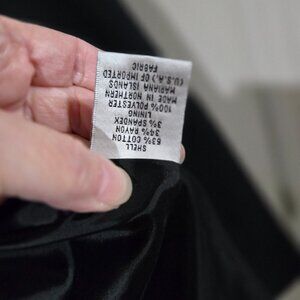 SHELL
63% COTTON
34% RAYON
3% SPANDEX
LINING
100% POLYESTER
MADE IN NORTHERN
MARIANA ISLANDS
(U.S.A.) OF IMPORTED
FABRIC